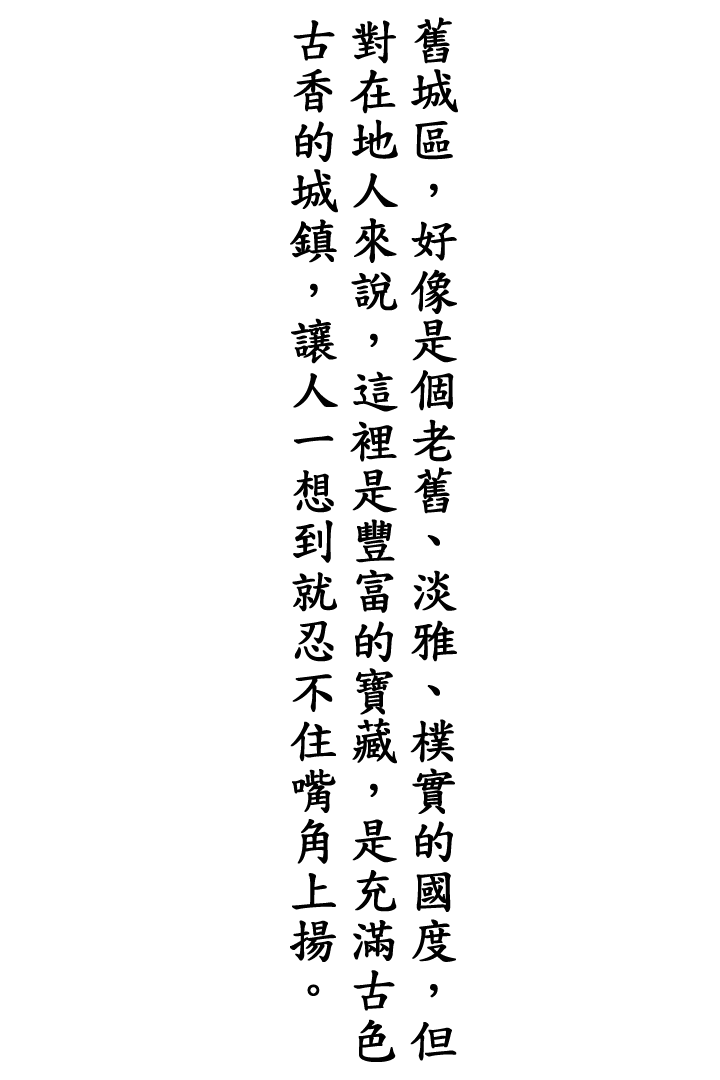 舊城區，好像是個老舊、淡雅、樸實的國度，但
對在地人來說，這裡是豐富的寶藏，是充滿古色
古香的城鎮，讓人一想到就忍不住嘴角上揚。